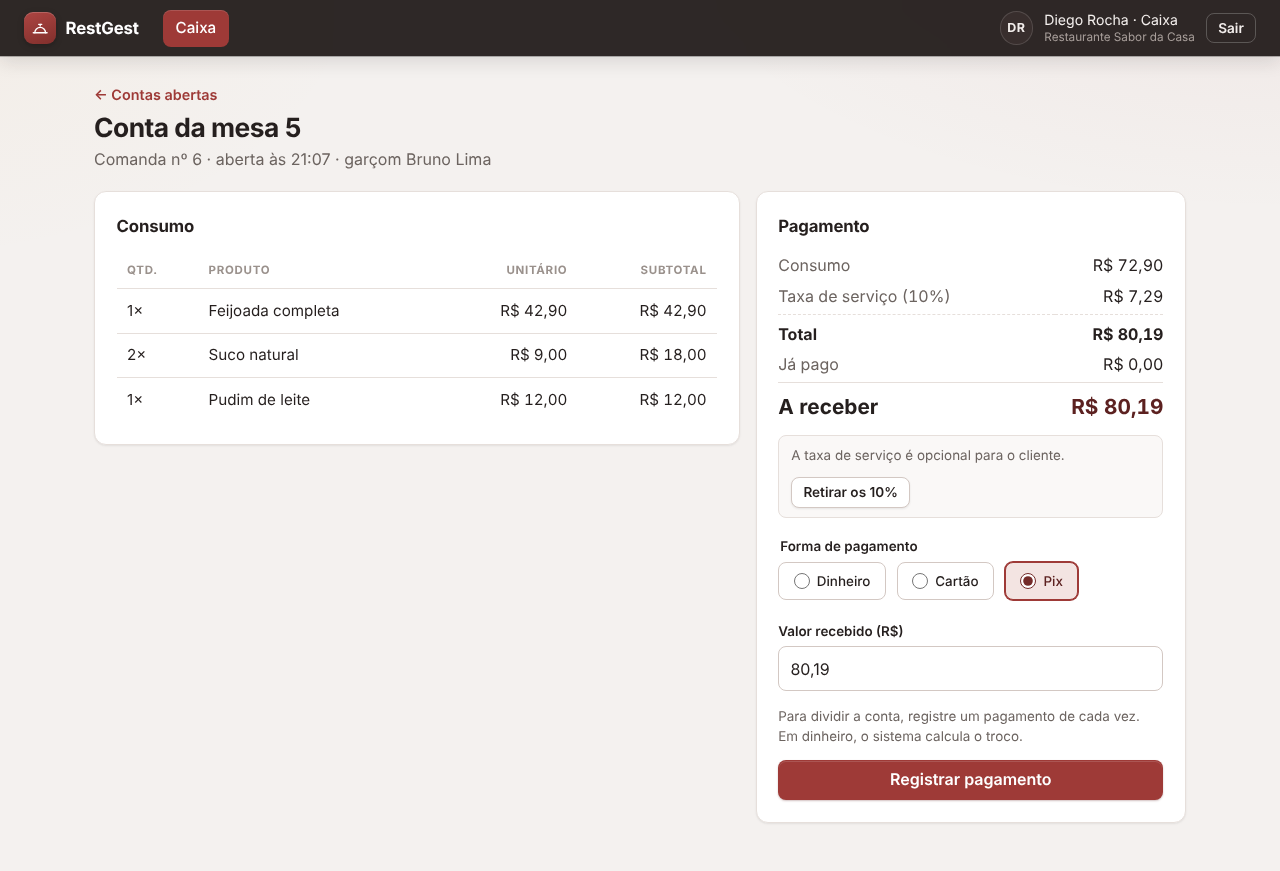 RestGest
Caixa
DR
Diego Rocha · Caixa
Restaurante Sabor da Casa
Sair
← Contas abertas
Conta da mesa 5
Comanda nº 6 · aberta às 21:07 · garçom Bruno Lima
Consumo
QTD. PRODUTO UNITÁRIO SUBTOTAL
1× Feijoada completa R$ 42,90 R$ 42,90
2× Suco natural R$ 9,00 R$ 18,00
1× Pudim de leite R$ 12,00 R$ 12,00
Pagamento
Consumo R$ 72,90
Taxa de serviço (10%) R$ 7,29
Total R$ 80,19
Já pago R$ 0,00
A receber R$ 80,19
A taxa de serviço é opcional para o cliente.
Retirar os 10%
Forma de pagamento
Dinheiro Cartão Pix
Valor recebido (R$)
80,19
Para dividir a conta, registre um pagamento de cada vez.
Em dinheiro, o sistema calcula o troco.
Registrar pagamento